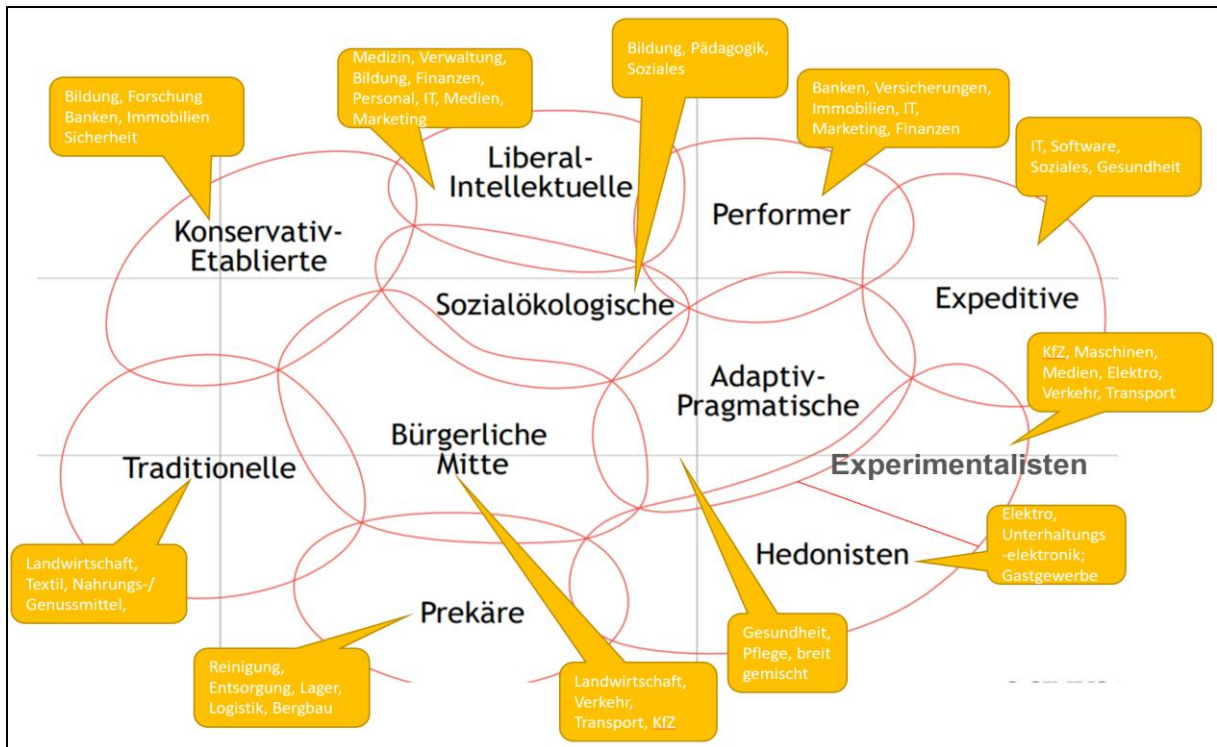 Bildung, Forschung
Banken, Immobilien
Sicherheit
Medizin, Verwaltung,
Bildung, Finanzen,
Personal, IT, Medien,
Marketing
Bildung, Pädagogik,
Soziales
Banken, Versicherungen,
Immobilien, IT,
Marketing, Finanzen
IT, Software,
Soziales, Gesundheit
Liberal-
Intellektuelle
Performer
Konservativ-
Etablierte
Sozialökologische
Expeditive
KfZ, Maschinen,
Medien, Elektro,
Verkehr, Transport
Adaptiv-
Pragmatische
Bürgerliche
Mitte
Traditionelle
Experimentalisten
Elektro,
Unterhaltungs
-elektronik;
Gastgewerbe
Hedonisten
Landwirtschaft,
Textil, Nahrungs-/
Genussmittel,
Prekäre
Gesundheit,
Pflege, breit
gemischt
Reinigung,
Entsorgung, Lager,
Logistik, Bergbau
Landwirtschaft,
Verkehr,
Transport, KfZ